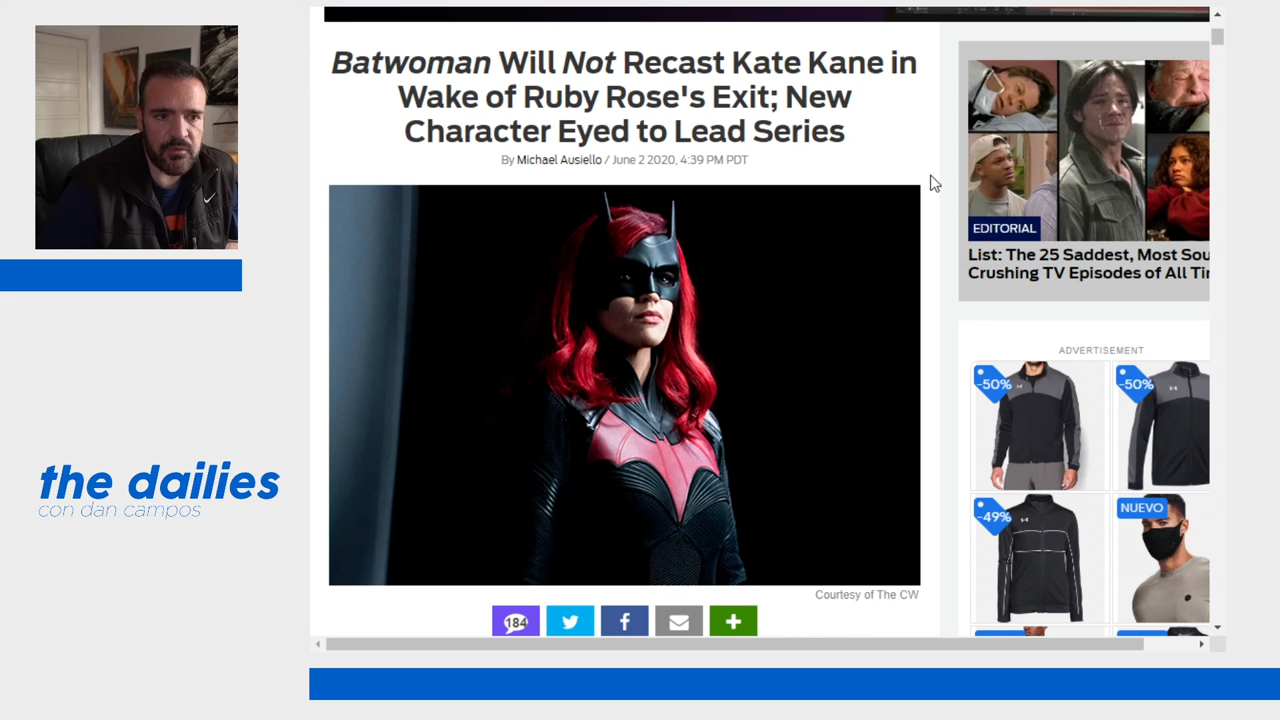 Batwoman Will Not Recast Kate Kane in
Wake of Ruby Rose's Exit; New
Character Eyed to Lead Series
By Michael Ausiello / June 2 2020, 4:39 PM PDT
Courtesy of The CW
184
EDITORIAL
List: The 25 Saddest, Most Sou
Crushing TV Episodes of All Ti
ADVERTISEMENT
-50%
-50%
-49%
NUEVO
the dailies
con dan campos